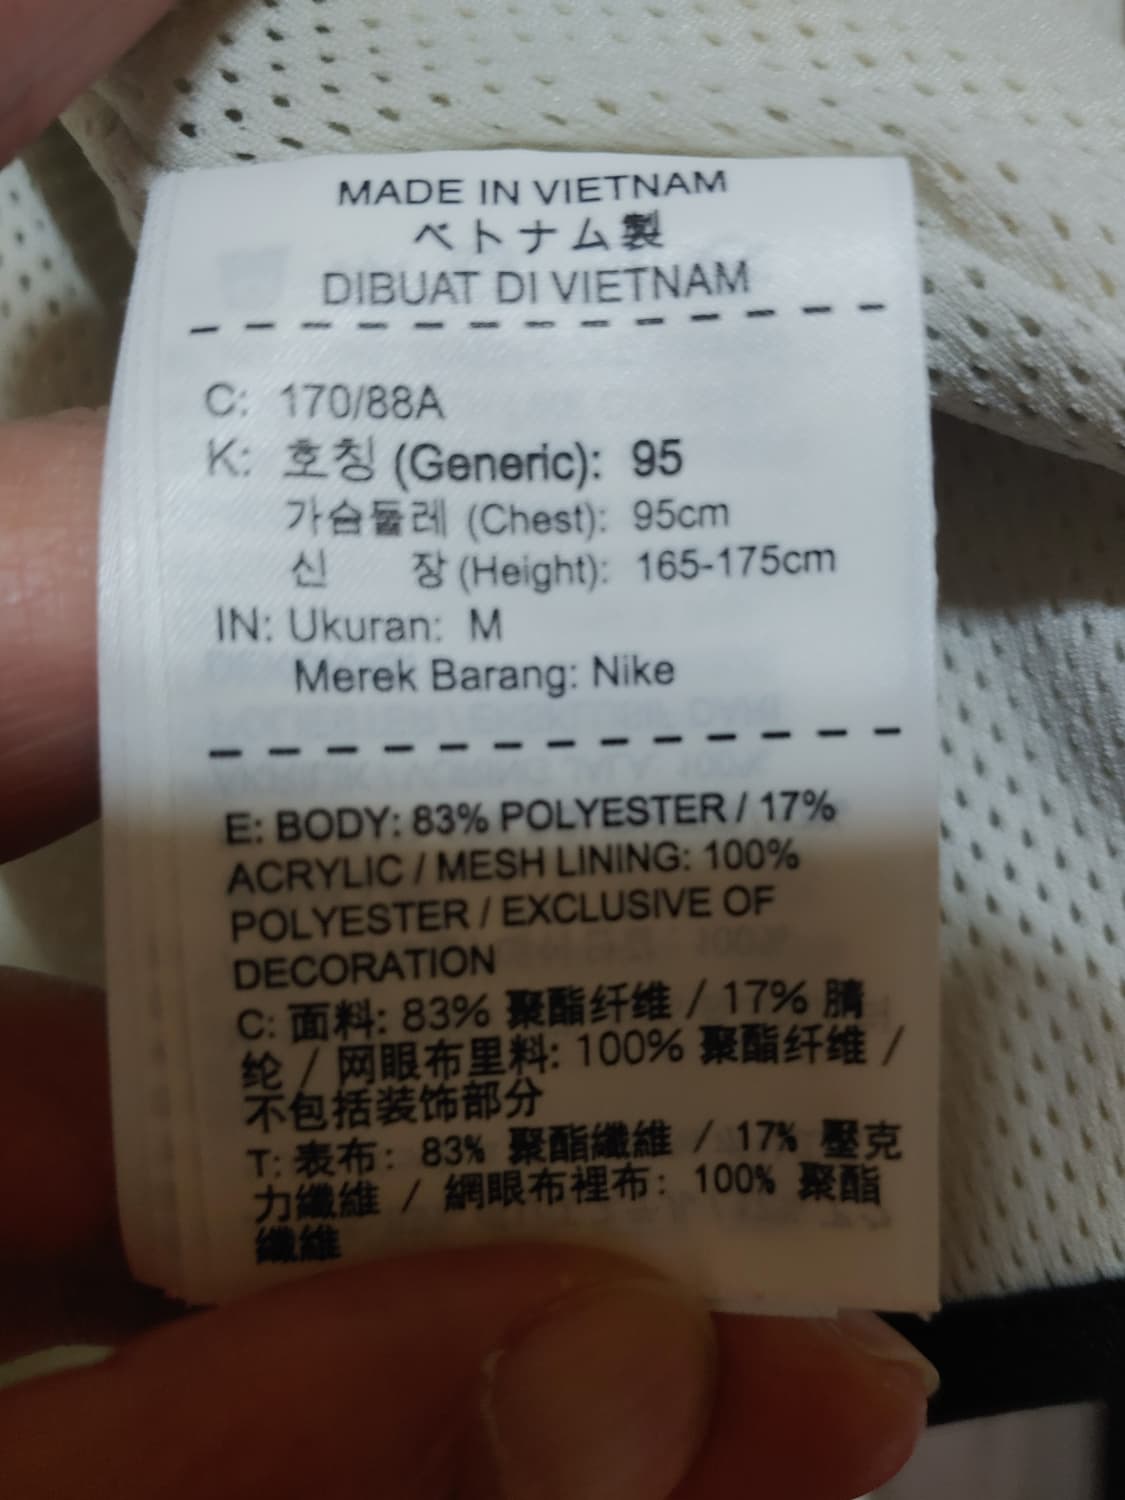 MADE IN VIETNAM
ベトナム製
DIBUAT DI VIETNAM
C: 170/88A
K: 호칭 (Generic): 95
가슴둘레 (Chest): 95cm
신 장 (Height): 165-175cm
IN: Ukuran: M
Merek Barang: Nike
E: BODY: 83% POLYESTER / 17%
ACRYLIC / MESH LINING: 100%
POLYESTER / EXCLUSIVE OF
DECORATION
C: 面料: 83% 聚酯纤维 / 17% 腈
纶 / 网眼布里料: 100% 聚酯纤维 /
不包括装饰部分
T: 表布: 83% 聚酯纖維 / 17% 壓克
力纖維 / 網眼布裡布: 100% 聚酯
纖維